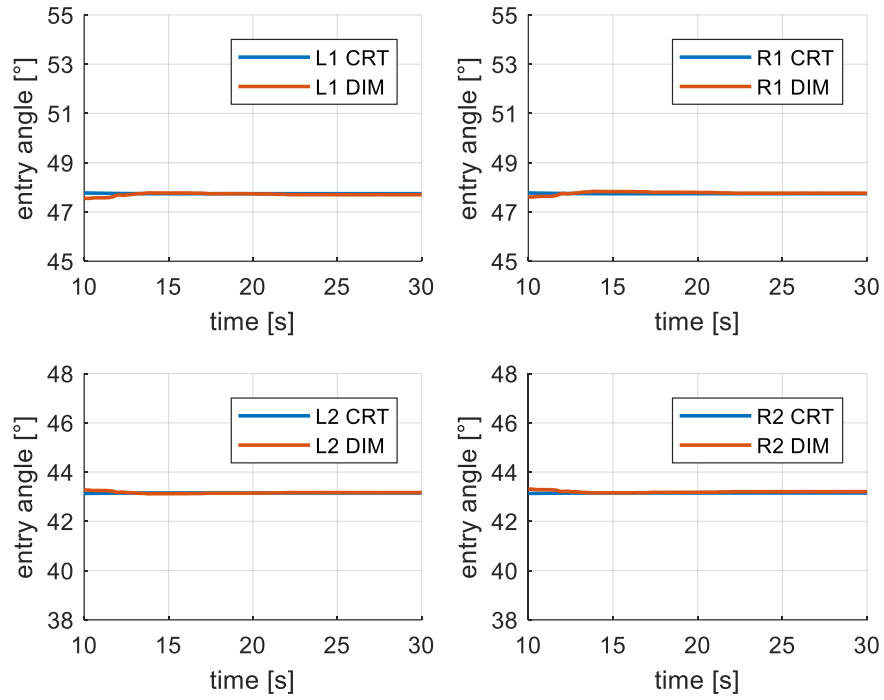 55
53
51
49
47
45
entry angle [°]
L1 CRT
L1 DIM
10
15
20
25
30
time [s]
55
53
51
49
47
45
entry angle [°]
R1 CRT
R1 DIM
10
15
20
25
30
time [s]
48
46
44
42
40
38
entry angle [°]
L2 CRT
L2 DIM
10
15
20
25
30
time [s]
48
46
44
42
40
38
entry angle [°]
R2 CRT
R2 DIM
10
15
20
25
30
time [s]